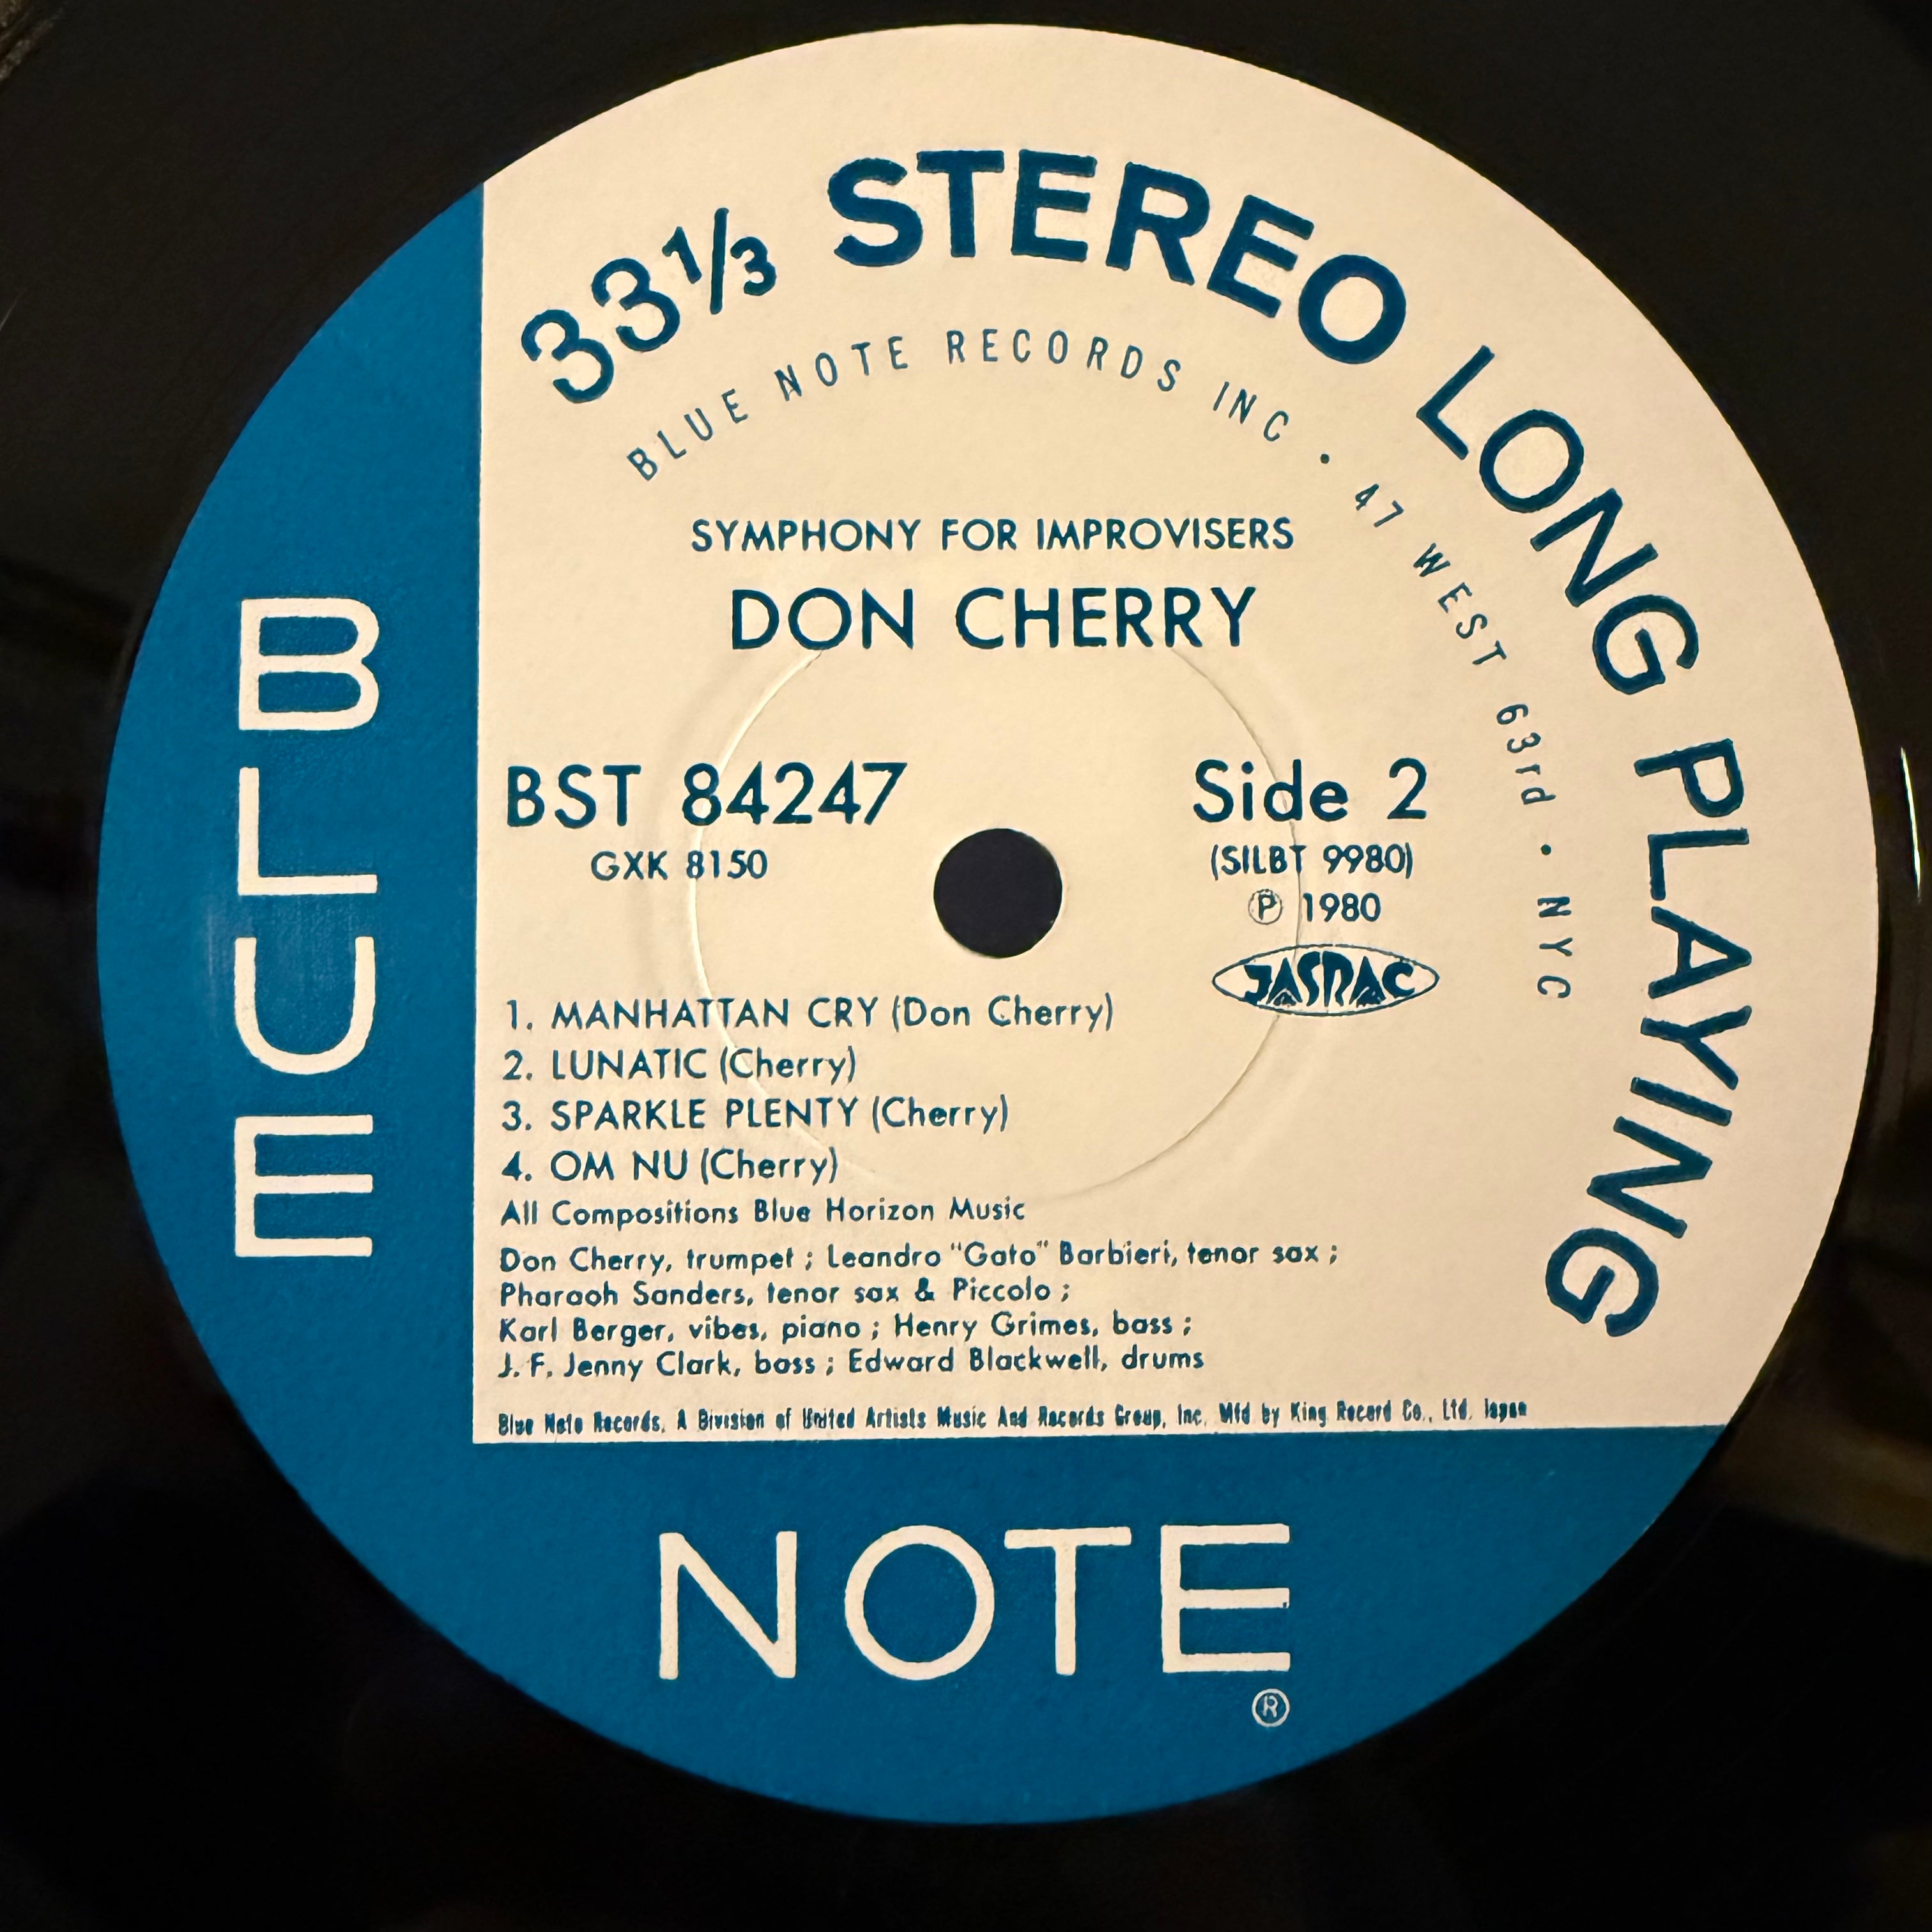 33⅓ STEREO LONG PLAYING
BLUE NOTE RECORDS INC · 47 WEST 63rd · NYC
SYMPHONY FOR IMPROVISERS
DON CHERRY
BST 84247
GXK 8150
Side 2
(SILBT 9980)
Ⓟ 1980
JASRAC
1. MANHATTAN CRY (Don Cherry)
2. LUNATIC (Cherry)
3. SPARKLE PLENTY (Cherry)
4. OM NU (Cherry)
All Compositions Blue Horizon Music
Don Cherry, trumpet ; Leandro "Gato" Barbieri, tenor sax ;
Pharaoh Sanders, tenor sax & Piccolo ;
Karl Berger, vibes, piano ; Henry Grimes, bass ;
J. F. Jenny Clark, bass ; Edward Blackwell, drums
Blue Note Records, A Division of United Artists Music And Records Group, Inc. Mfd by King Record Co., Ltd. Japan
BLUE
NOTE
®